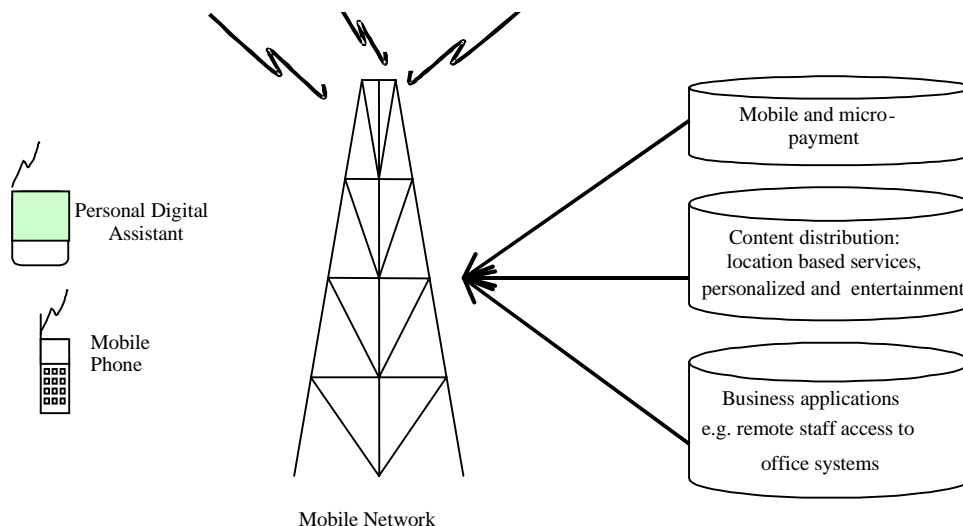 Mobile and micro-
payment
Personal Digital
Assistant
Content distribution:
location based services,
personalized and entertainment
Mobile
Phone
Business applications
e.g. remote staff access to
office systems
Mobile Network